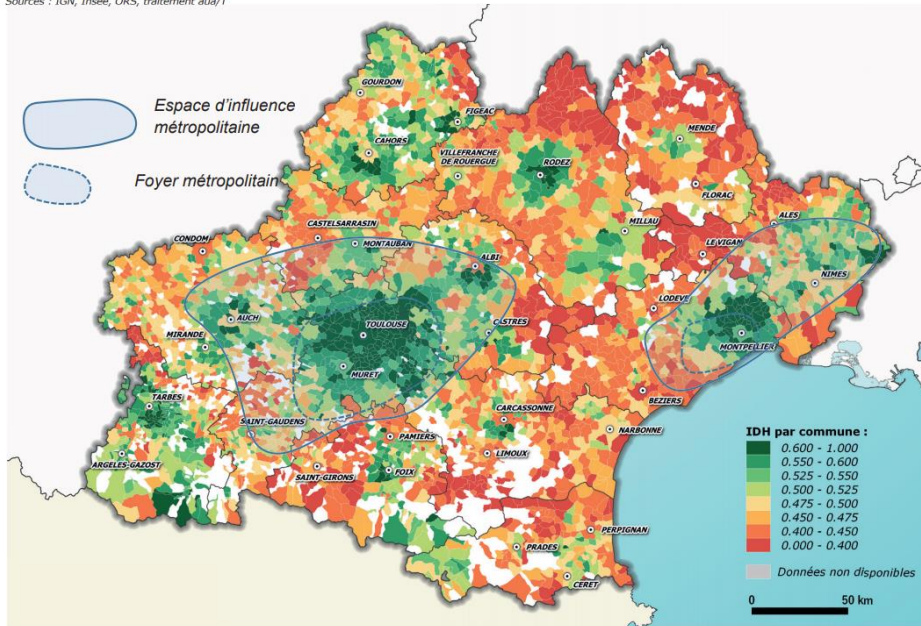 Sources : IGN, Insee, ORS, traitement aua/T
Espace d'influence
métropolitaine
Foyer métropolitain
GOURDON
FIGEAC
CAHORS
VILLEFRANCHE
DE ROUERGUE
RODEZ
MENDE
FLORAC
CASTELSARRASIN
MILLAU
ALES
CONDOM
MONTAUBAN
LE VIGAN
ALBI
NIMES
AUCH
LODEVE
MIRANDE
TOULOUSE
CASTRES
MONTPELLIER
MURET
TARBES
BEZIERS
SAINT-GAUDENS
CARCASSONNE
NARBONNE
PAMIERS
ARGELES-GAZOST
LIMOUX
SAINT-GIRONS
FOIX
PERPIGNAN
PRADES
CERET
IDH par commune :
0.600 - 1.000
0.550 - 0.600
0.525 - 0.550
0.500 - 0.525
0.475 - 0.500
0.450 - 0.475
0.400 - 0.450
0.000 - 0.400
Données non disponibles
0 50 km